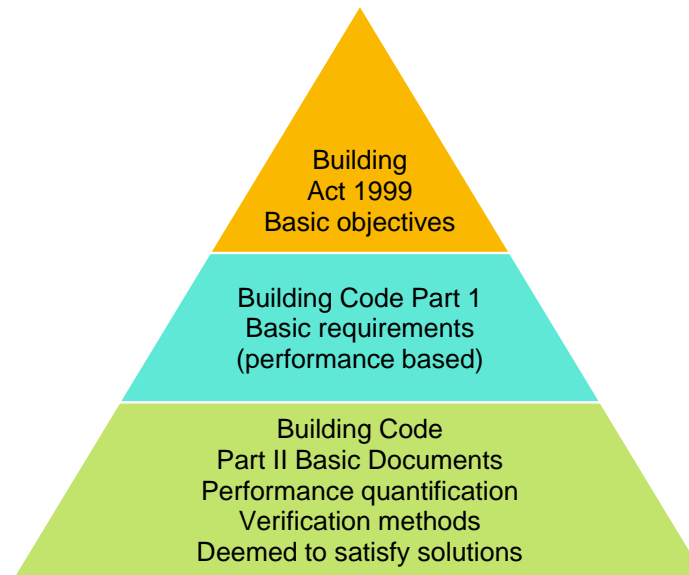 Building
Act 1999
Basic objectives
Building Code Part 1
Basic requirements
(performance based)
Building Code
Part II Basic Documents
Performance quantification
Verification methods
Deemed to satisfy solutions